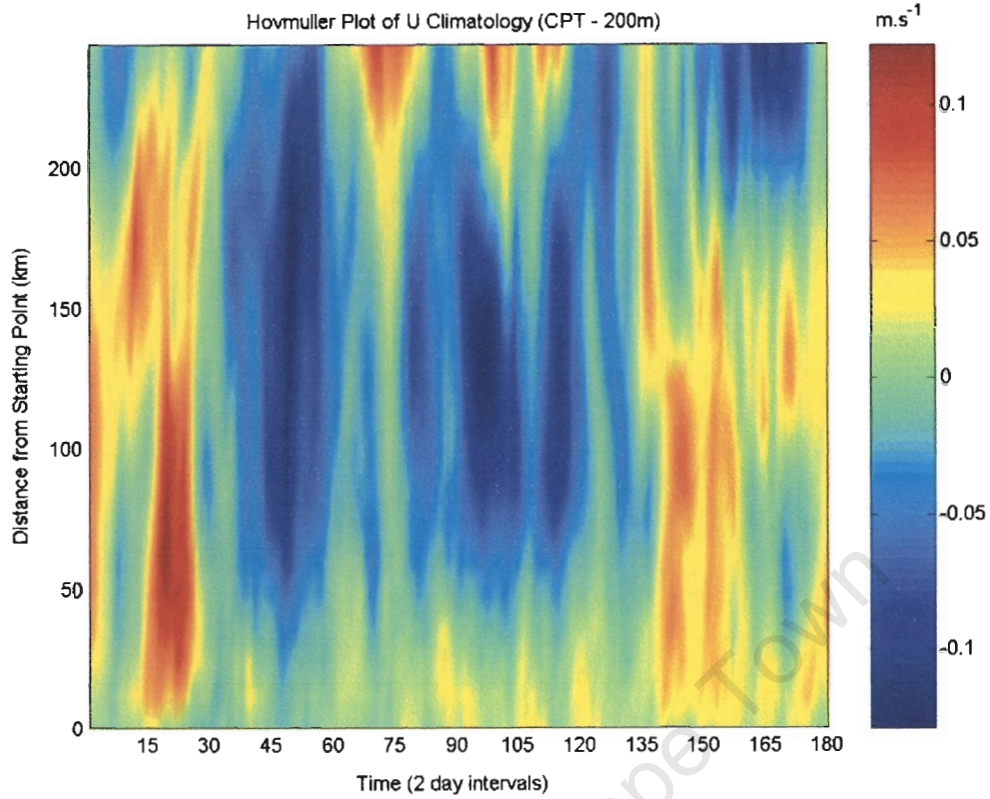 Hovmuller Plot of U Climatology (CPT - 200m)
m.s-1
0.1
0.05
0
-0.05
-0.1
Distance from Starting Point (km)
200
150
100
50
0
15 30 45 60 75 90 105 120 135 150 165 180
Time (2 day intervals)
Town